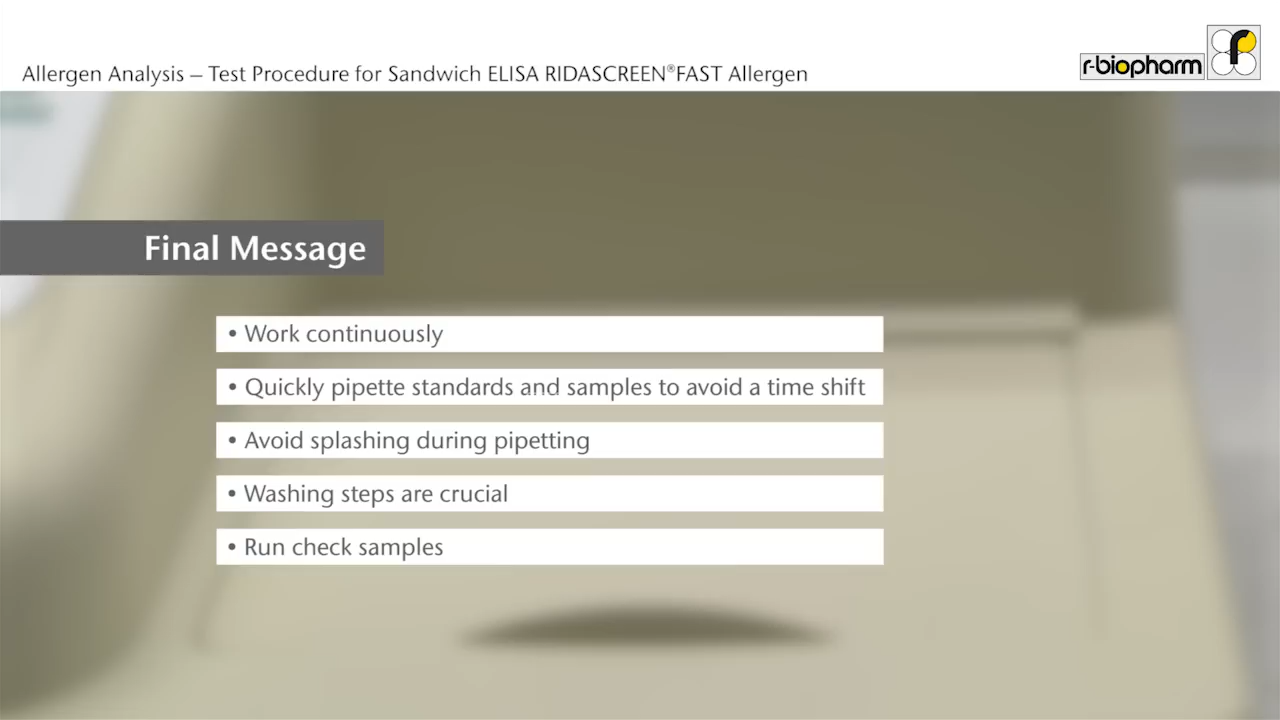 Allergen Analysis – Test Procedure for Sandwich ELISA RIDASCREEN®FAST Allergen
r-biopharm
r
Final Message
• Work continuously
• Quickly pipette standards and samples to avoid a time shift
• Avoid splashing during pipetting
• Washing steps are crucial
• Run check samples